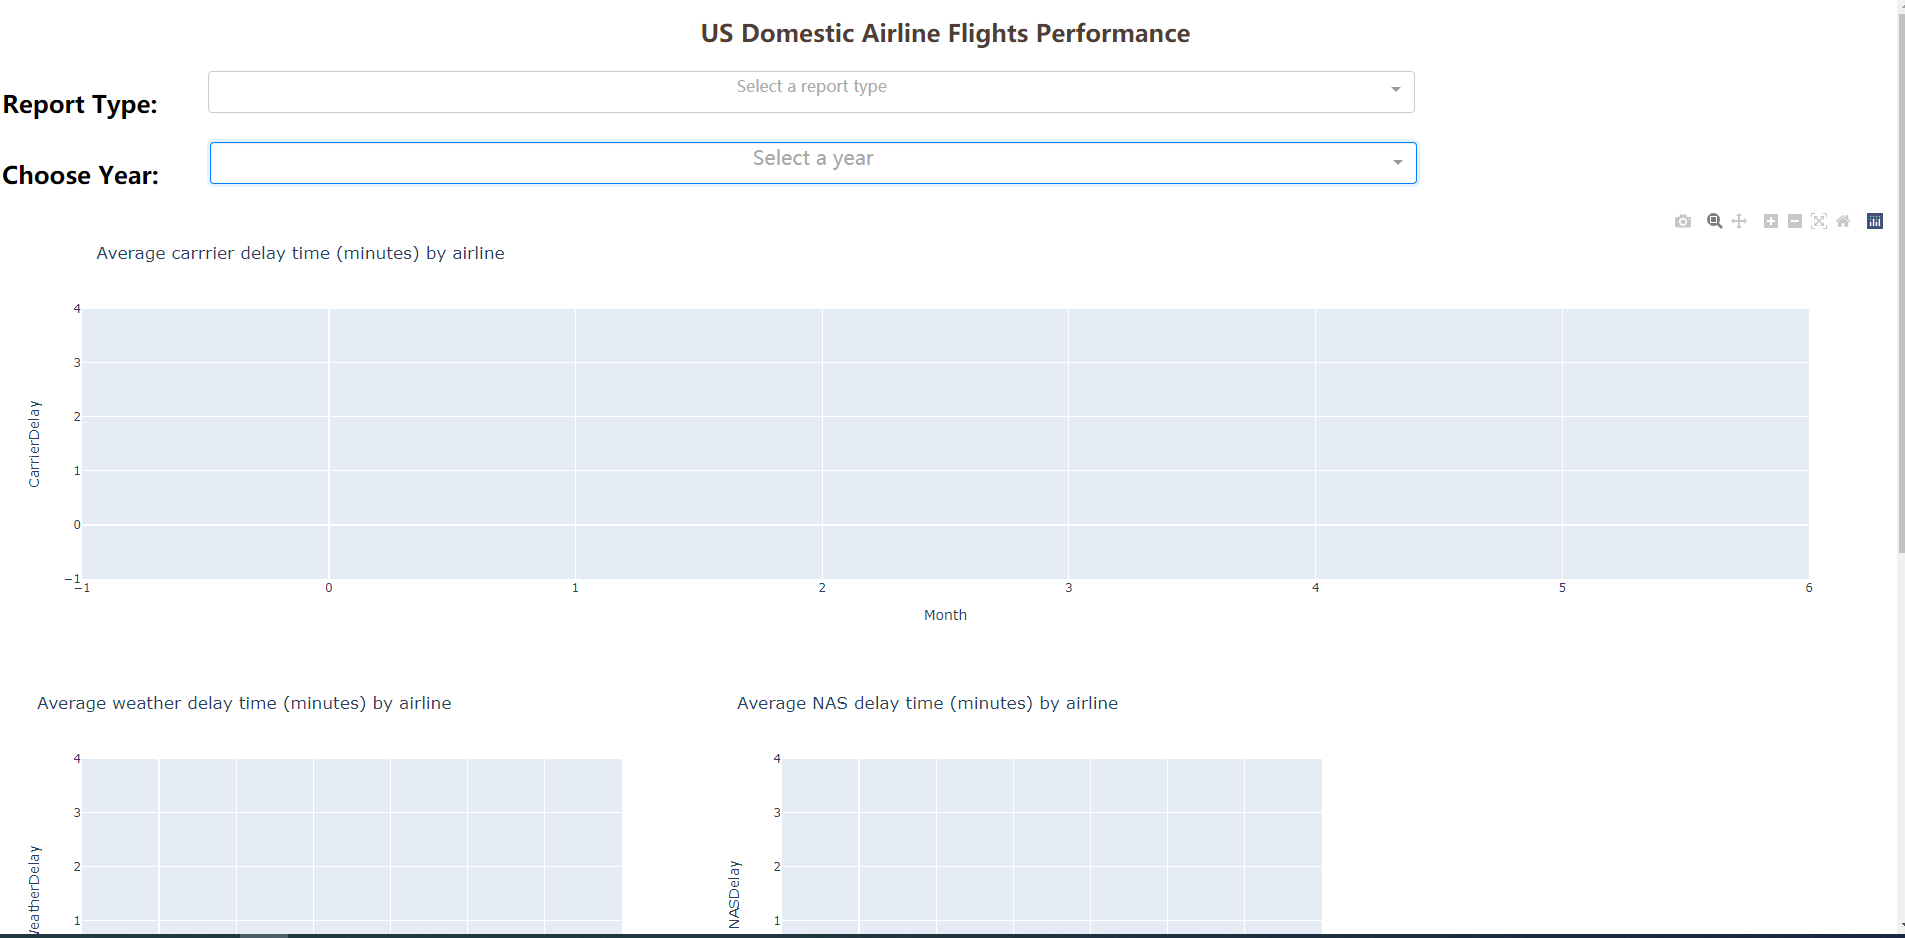 US Domestic Airline Flights Performance
Report Type:
Select a report type
Choose Year:
Select a year
Average carrrier delay time (minutes) by airline
4
3
2
1
0
−1
CarrierDelay
−1 0 1 2 3 4 5 6
Month
Average weather delay time (minutes) by airline
4
3
2
1
WeatherDelay
Average NAS delay time (minutes) by airline
4
3
2
1
NASDelay